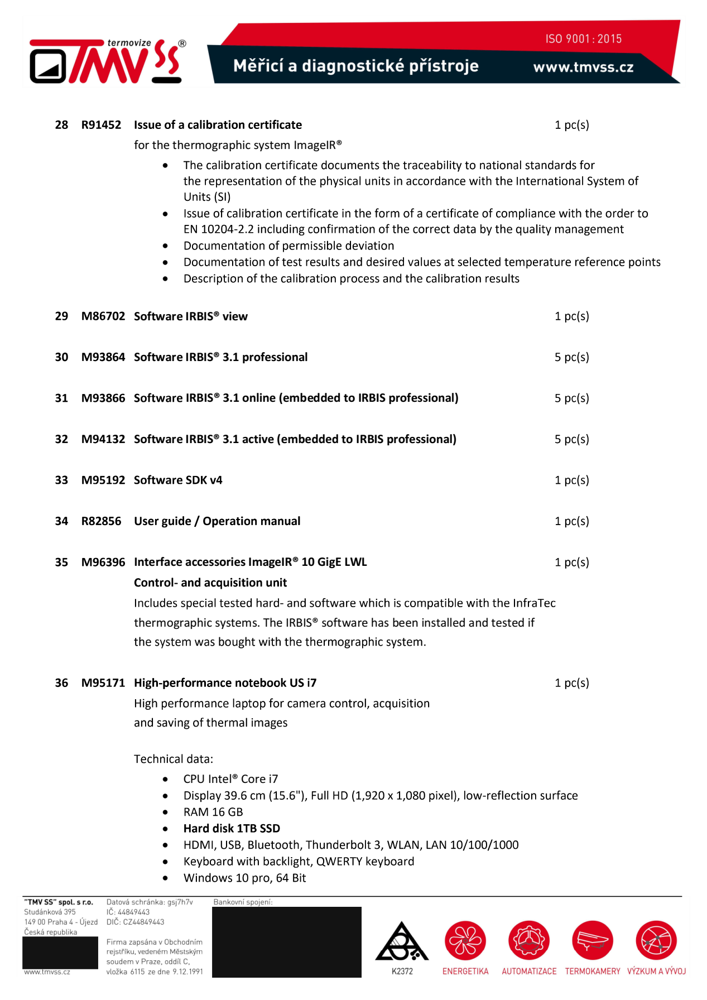 termovize ®
TMV SS
ISO 9001 : 2015
Měřicí a diagnostické přístroje
www.tmvss.cz
28 R91452 Issue of a calibration certificate 1 pc(s)
for the thermographic system ImageIR®
• The calibration certificate documents the traceability to national standards for
the representation of the physical units in accordance with the International System of
Units (SI)
• Issue of calibration certificate in the form of a certificate of compliance with the order to
EN 10204-2.2 including confirmation of the correct data by the quality management
• Documentation of permissible deviation
• Documentation of test results and desired values at selected temperature reference points
• Description of the calibration process and the calibration results
29 M86702 Software IRBIS® view 1 pc(s)
30 M93864 Software IRBIS® 3.1 professional 5 pc(s)
31 M93866 Software IRBIS® 3.1 online (embedded to IRBIS professional) 5 pc(s)
32 M94132 Software IRBIS® 3.1 active (embedded to IRBIS professional) 5 pc(s)
33 M95192 Software SDK v4 1 pc(s)
34 R82856 User guide / Operation manual 1 pc(s)
35 M96396 Interface accessories ImageIR® 10 GigE LWL 1 pc(s)
Control- and acquisition unit
Includes special tested hard- and software which is compatible with the InfraTec
thermographic systems. The IRBIS® software has been installed and tested if
the system was bought with the thermographic system.
36 M95171 High-performance notebook US i7 1 pc(s)
High performance laptop for camera control, acquisition
and saving of thermal images
Technical data:
• CPU Intel® Core i7
• Display 39.6 cm (15.6"), Full HD (1,920 x 1,080 pixel), low-reflection surface
• RAM 16 GB
• Hard disk 1TB SSD
• HDMI, USB, Bluetooth, Thunderbolt 3, WLAN, LAN 10/100/1000
• Keyboard with backlight, QWERTY keyboard
• Windows 10 pro, 64 Bit
"TMV SS" spol. s r.o.
Studánková 395
149 00 Praha 4 - Újezd
Česká republika
www.tmvss.cz
Datová schránka: gsj7h7v
IČ: 44849443
DIČ: CZ44849443
Firma zapsána v Obchodním
rejstříku, vedeném Městským
soudem v Praze, oddíl C,
vložka 6115 ze dne 9.12.1991
Bankovní spojení:
K2372
ENERGETIKA
AUTOMATIZACE
TERMOKAMERY
VÝZKUM A VÝVOJ